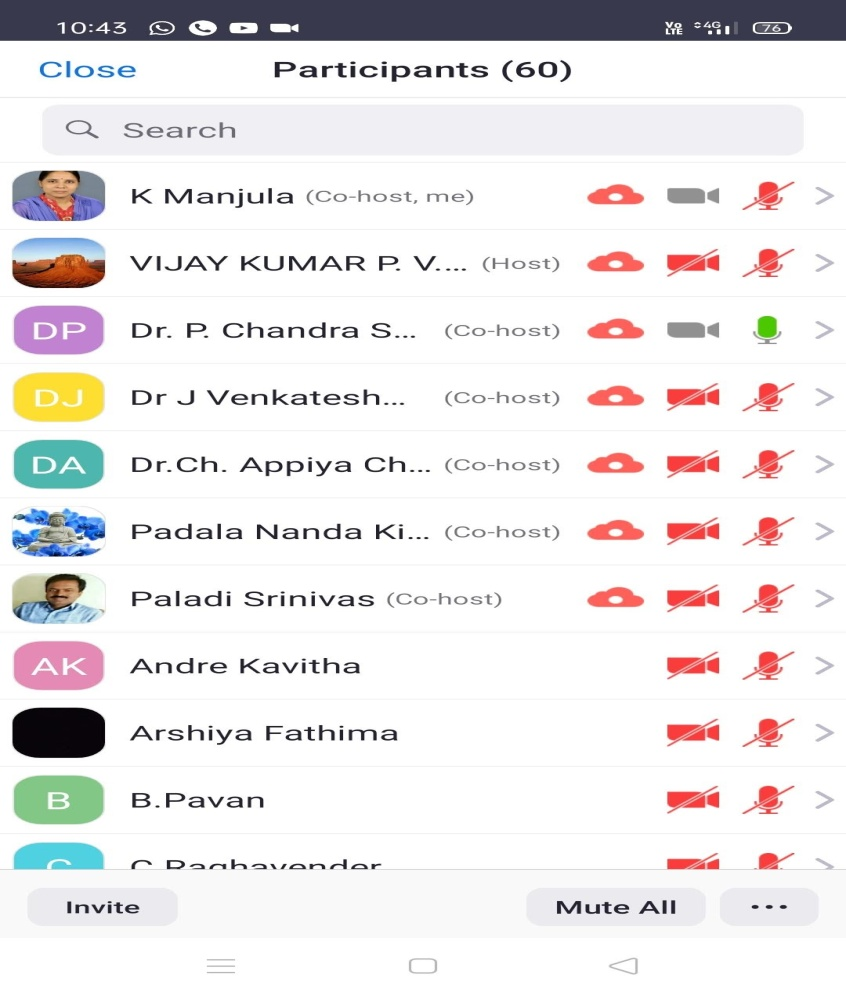 10:43 Vo LTE 4G 76
Close Participants (60)
Search
K Manjula (Co-host, me)
VIJAY KUMAR P. V.... (Host)
DP Dr. P. Chandra S... (Co-host)
DJ Dr J Venkatesh... (Co-host)
DA Dr.Ch. Appiya Ch... (Co-host)
Padala Nanda Ki... (Co-host)
Paladi Srinivas (Co-host)
AK Andre Kavitha
Arshiya Fathima
B B.Pavan
C C Raghavender
Invite Mute All ...